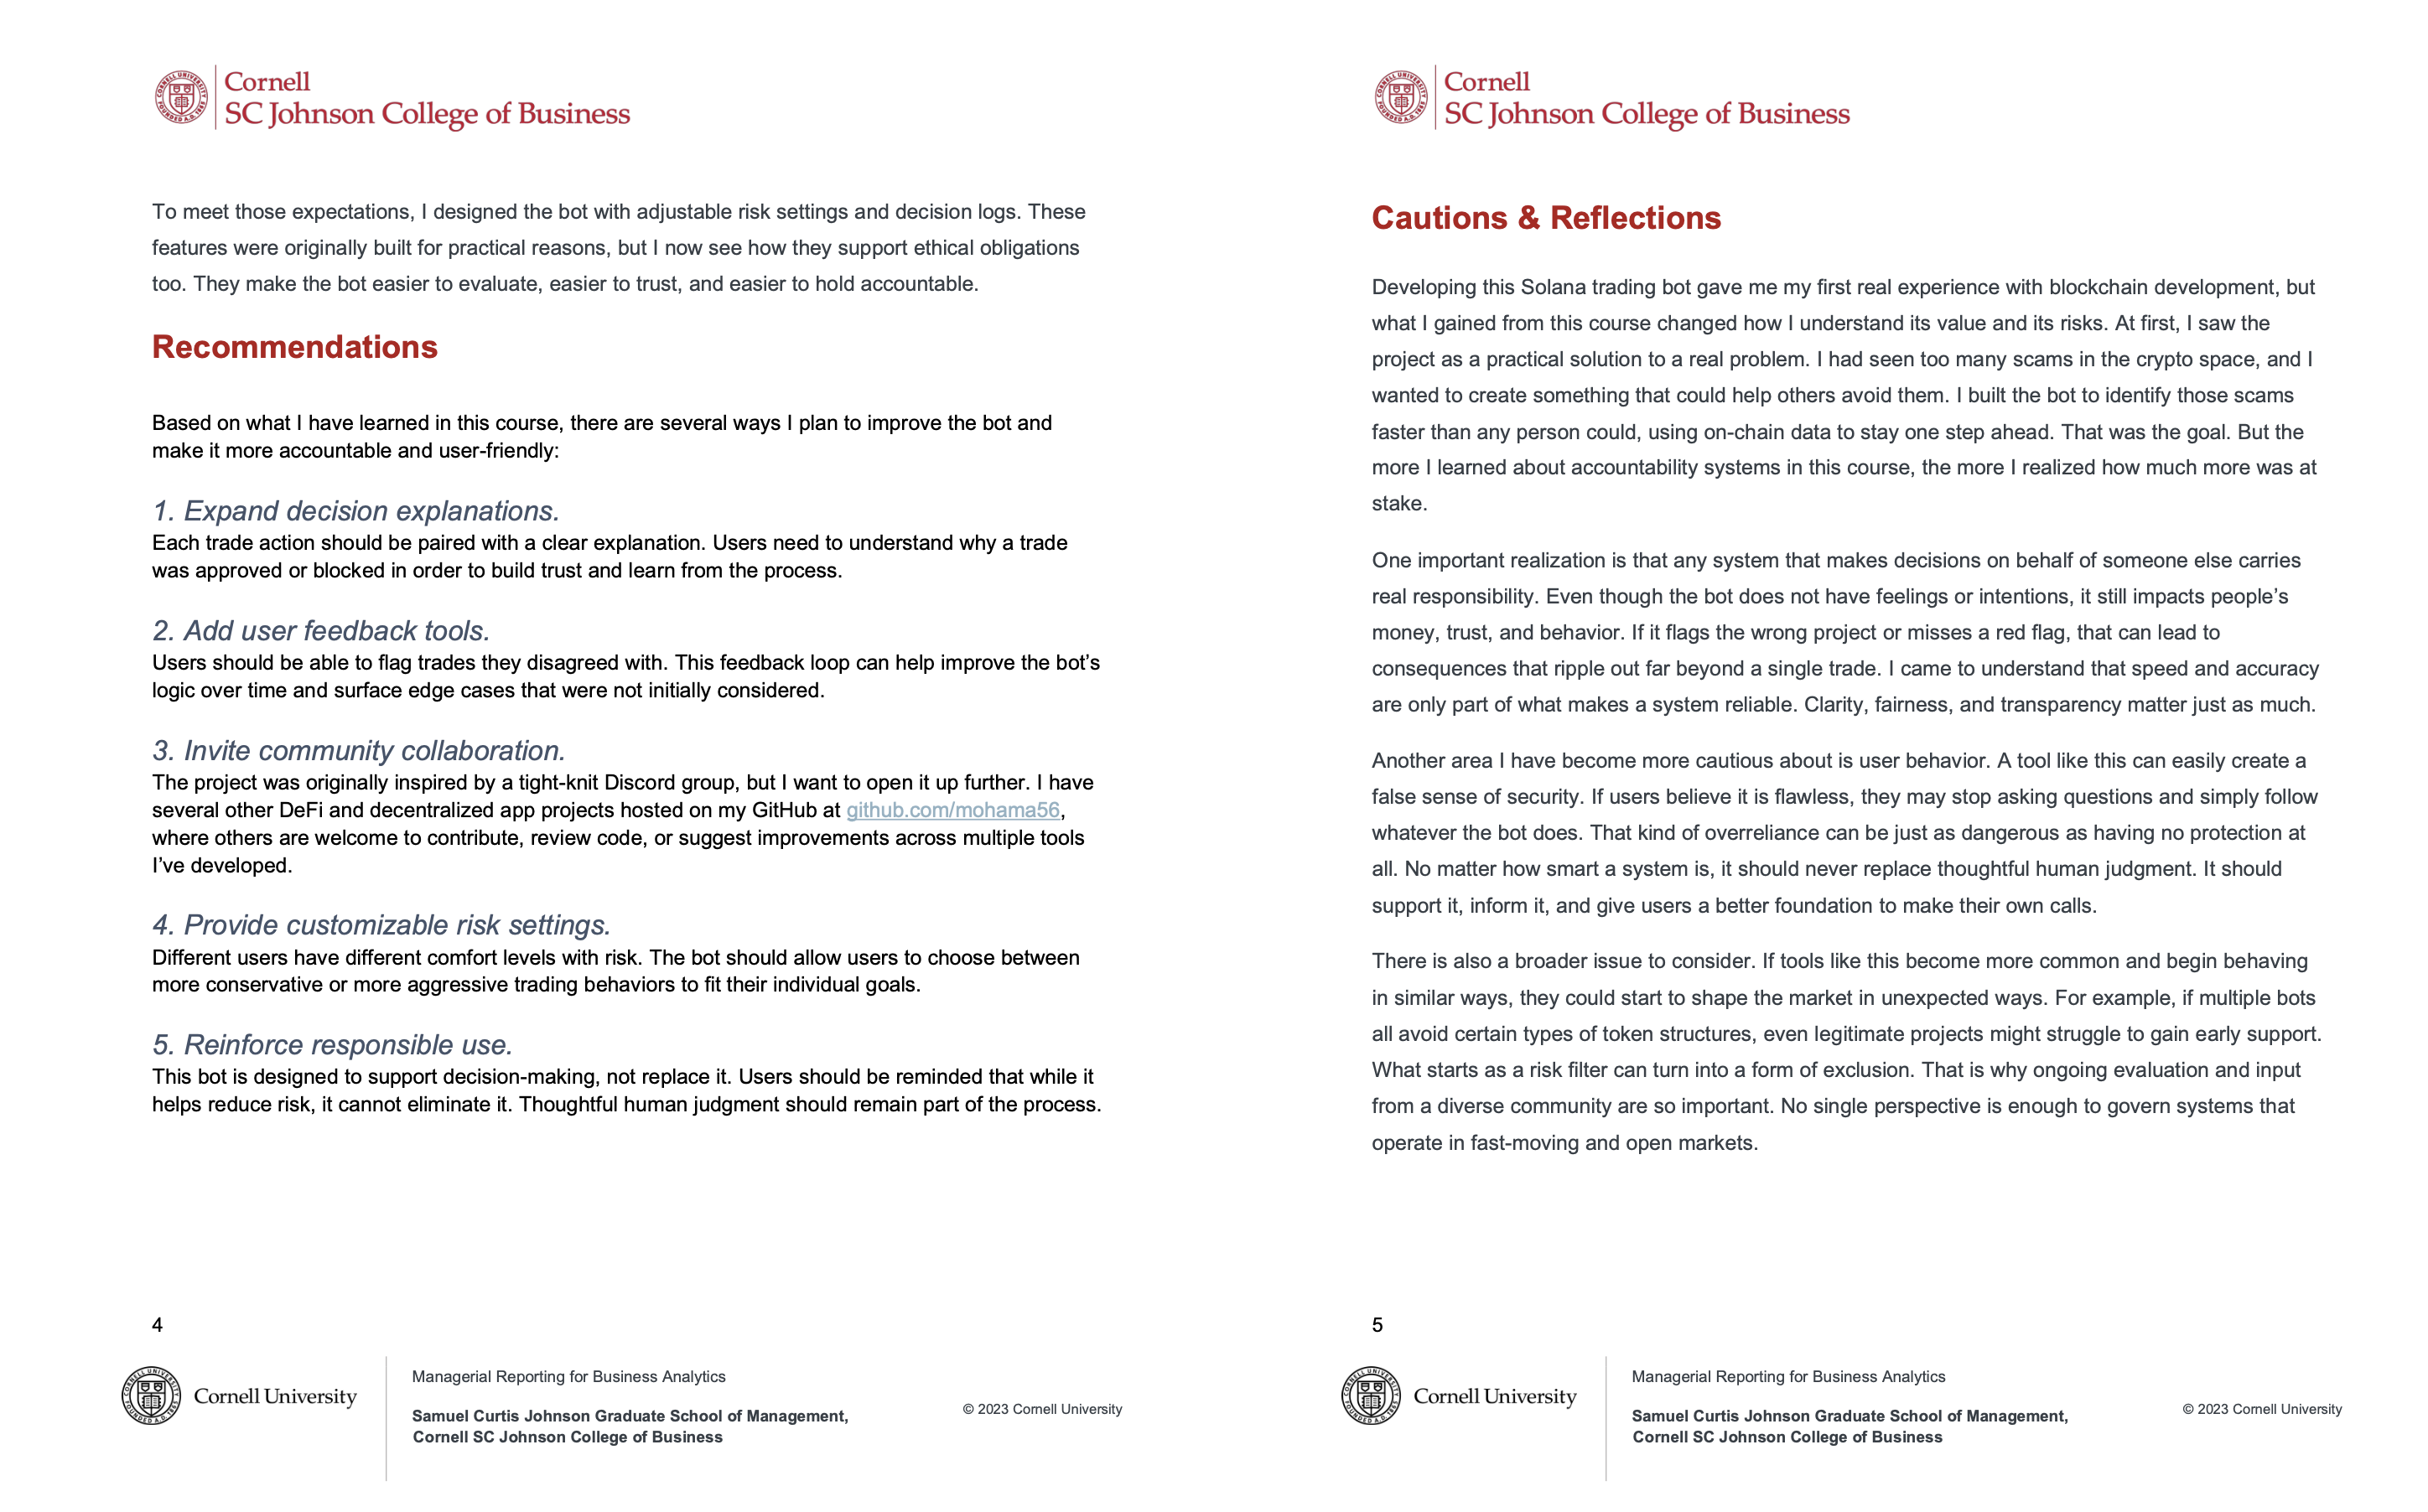 Cornell
SC Johnson College of Business
To meet those expectations, I designed the bot with adjustable risk settings and decision logs. These
features were originally built for practical reasons, but I now see how they support ethical obligations
too. They make the bot easier to evaluate, easier to trust, and easier to hold accountable.
Recommendations
Based on what I have learned in this course, there are several ways I plan to improve the bot and
make it more accountable and user-friendly:
1. Expand decision explanations.
Each trade action should be paired with a clear explanation. Users need to understand why a trade
was approved or blocked in order to build trust and learn from the process.
2. Add user feedback tools.
Users should be able to flag trades they disagreed with. This feedback loop can help improve the bot’s
logic over time and surface edge cases that were not initially considered.
3. Invite community collaboration.
The project was originally inspired by a tight-knit Discord group, but I want to open it up further. I have
several other DeFi and decentralized app projects hosted on my GitHub at github.com/mohama56,
where others are welcome to contribute, review code, or suggest improvements across multiple tools
I’ve developed.
4. Provide customizable risk settings.
Different users have different comfort levels with risk. The bot should allow users to choose between
more conservative or more aggressive trading behaviors to fit their individual goals.
5. Reinforce responsible use.
This bot is designed to support decision-making, not replace it. Users should be reminded that while it
helps reduce risk, it cannot eliminate it. Thoughtful human judgment should remain part of the process.
4
Cornell University
Managerial Reporting for Business Analytics
Samuel Curtis Johnson Graduate School of Management,
Cornell SC Johnson College of Business
© 2023 Cornell University
Cornell
SC Johnson College of Business
Cautions & Reflections
Developing this Solana trading bot gave me my first real experience with blockchain development, but
what I gained from this course changed how I understand its value and its risks. At first, I saw the
project as a practical solution to a real problem. I had seen too many scams in the crypto space, and I
wanted to create something that could help others avoid them. I built the bot to identify those scams
faster than any person could, using on-chain data to stay one step ahead. That was the goal. But the
more I learned about accountability systems in this course, the more I realized how much more was at
stake.
One important realization is that any system that makes decisions on behalf of someone else carries
real responsibility. Even though the bot does not have feelings or intentions, it still impacts people’s
money, trust, and behavior. If it flags the wrong project or misses a red flag, that can lead to
consequences that ripple out far beyond a single trade. I came to understand that speed and accuracy
are only part of what makes a system reliable. Clarity, fairness, and transparency matter just as much.
Another area I have become more cautious about is user behavior. A tool like this can easily create a
false sense of security. If users believe it is flawless, they may stop asking questions and simply follow
whatever the bot does. That kind of overreliance can be just as dangerous as having no protection at
all. No matter how smart a system is, it should never replace thoughtful human judgment. It should
support it, inform it, and give users a better foundation to make their own calls.
There is also a broader issue to consider. If tools like this become more common and begin behaving
in similar ways, they could start to shape the market in unexpected ways. For example, if multiple bots
all avoid certain types of token structures, even legitimate projects might struggle to gain early support.
What starts as a risk filter can turn into a form of exclusion. That is why ongoing evaluation and input
from a diverse community are so important. No single perspective is enough to govern systems that
operate in fast-moving and open markets.
5
Cornell University
Managerial Reporting for Business Analytics
Samuel Curtis Johnson Graduate School of Management,
Cornell SC Johnson College of Business
© 2023 Cornell University